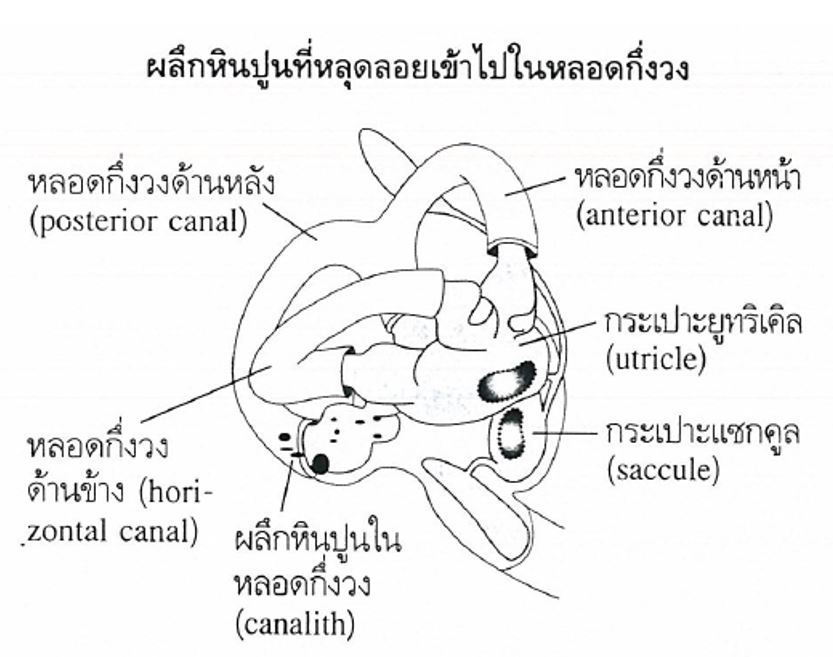 ผลึกหินปูนที่หลุดลอยเข้าไปในหลอดกึ่งวง
หลอดกึ่งวงด้านหลัง
(posterior canal)
หลอดกึ่งวงด้านหน้า
(anterior canal)
กระเปาะยูทริเคิล
(utricle)
กระเปาะแซกคูล
(saccule)
หลอดกึ่งวง
ด้านข้าง (hori-
zontal canal)
ผลึกหินปูนใน
หลอดกึ่งวง
(canalith)